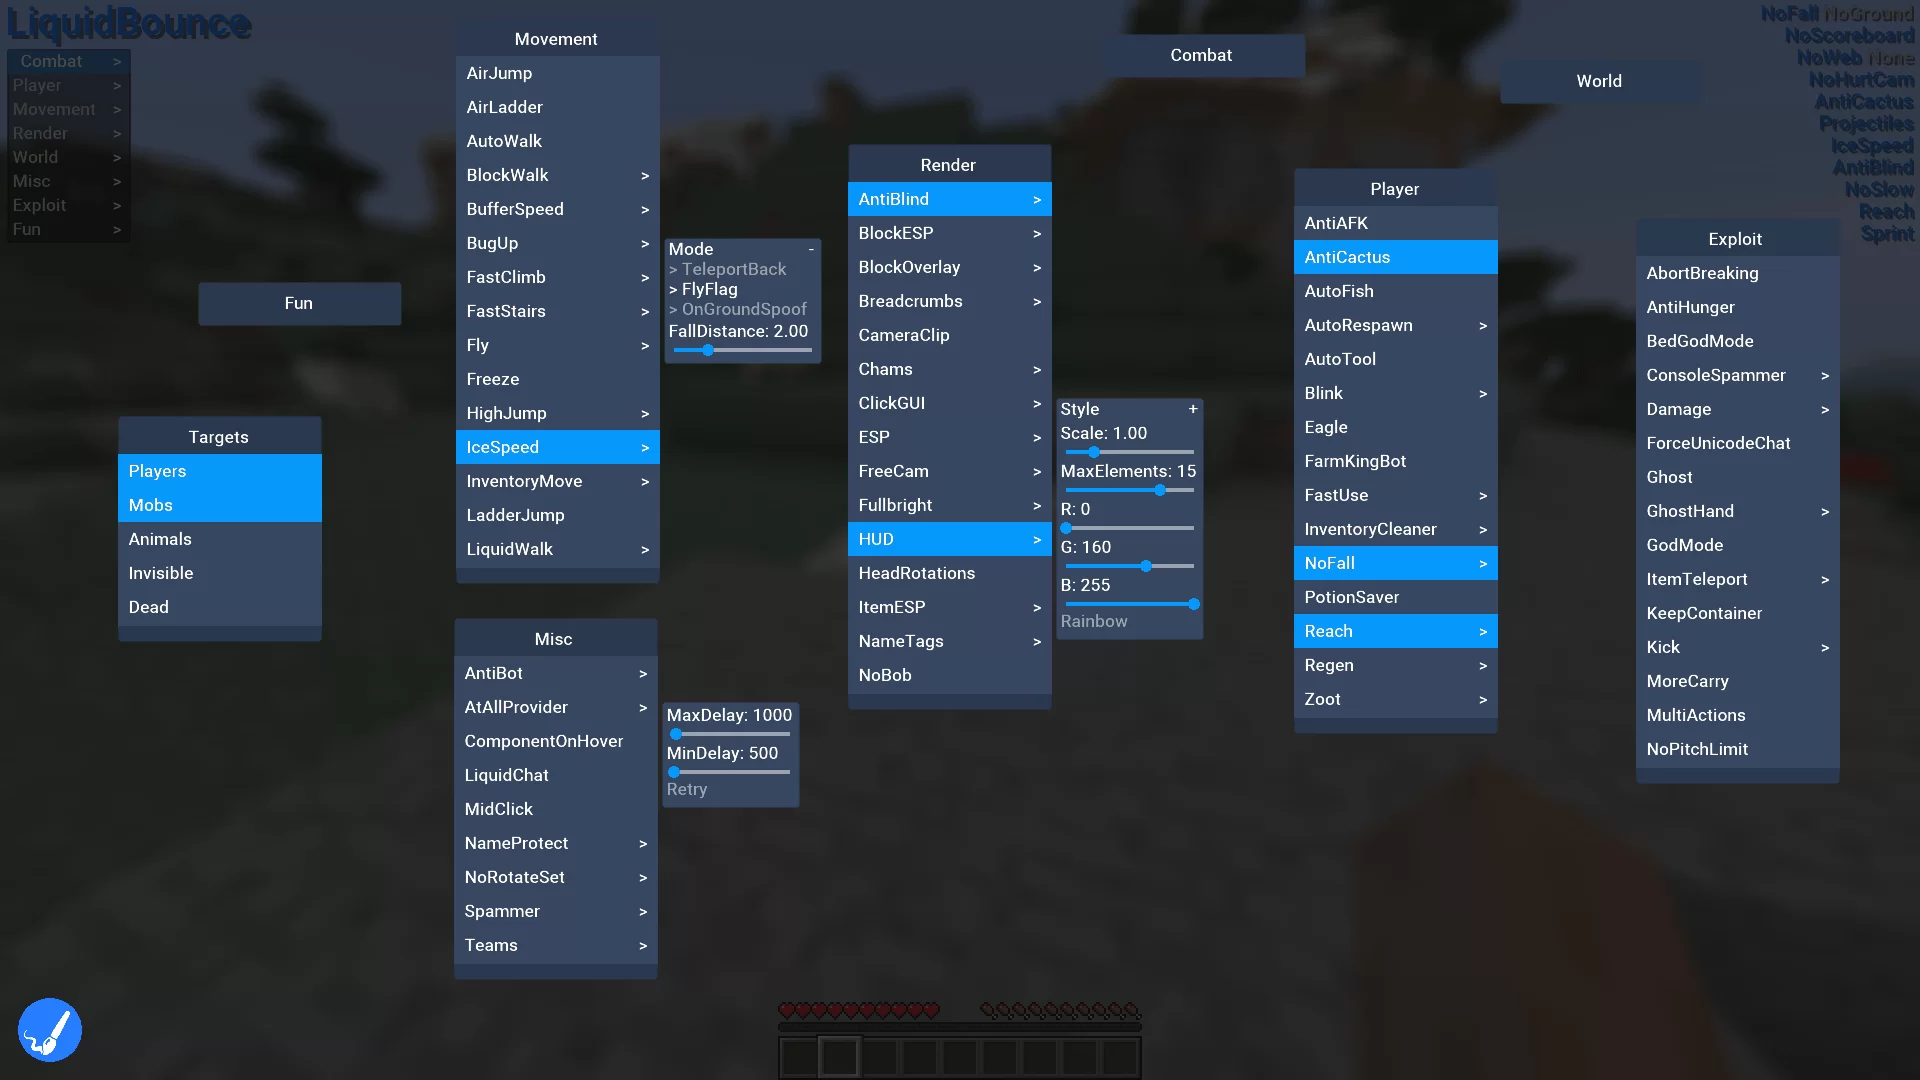 LiquidBounce
Combat >
Player >
Movement >
Render >
World >
Misc >
Exploit >
Fun >
Fun
Targets
Players
Mobs
Animals
Invisible
Dead
Movement
AirJump
AirLadder
AutoWalk
BlockWalk >
BufferSpeed >
BugUp >
FastClimb >
FastStairs >
Fly >
Freeze
HighJump >
IceSpeed >
InventoryMove >
LadderJump
LiquidWalk >
Mode -
> TeleportBack
> FlyFlag
> OnGroundSpoof
FallDistance: 2.00
Misc
AntiBot >
AtAllProvider >
ComponentOnHover
LiquidChat
MidClick
NameProtect >
NoRotateSet >
Spammer >
Teams >
MaxDelay: 1000
MinDelay: 500
Retry
Render
AntiBlind >
BlockESP >
BlockOverlay >
Breadcrumbs >
CameraClip
Chams >
ClickGUI >
ESP >
FreeCam >
Fullbright >
HUD >
HeadRotations
ItemESP >
NameTags >
NoBob
Style +
Scale: 1.00
MaxElements: 15
R: 0
G: 160
B: 255
Rainbow
Combat
Player
AntiAFK
AntiCactus
AutoFish
AutoRespawn >
AutoTool
Blink >
Eagle
FarmKingBot
FastUse >
InventoryCleaner >
NoFall >
PotionSaver
Reach >
Regen >
Zoot >
World
Exploit
AbortBreaking
AntiHunger
BedGodMode
ConsoleSpammer >
Damage >
ForceUnicodeChat
Ghost
GhostHand >
GodMode
ItemTeleport >
KeepContainer
Kick >
MoreCarry
MultiActions
NoPitchLimit
NoFall NoGround
NoScoreboard
NoWeb None
NoHurtCam
AntiCactus
Projectiles
IceSpeed
AntiBlind
NoSlow
Reach
Sprint